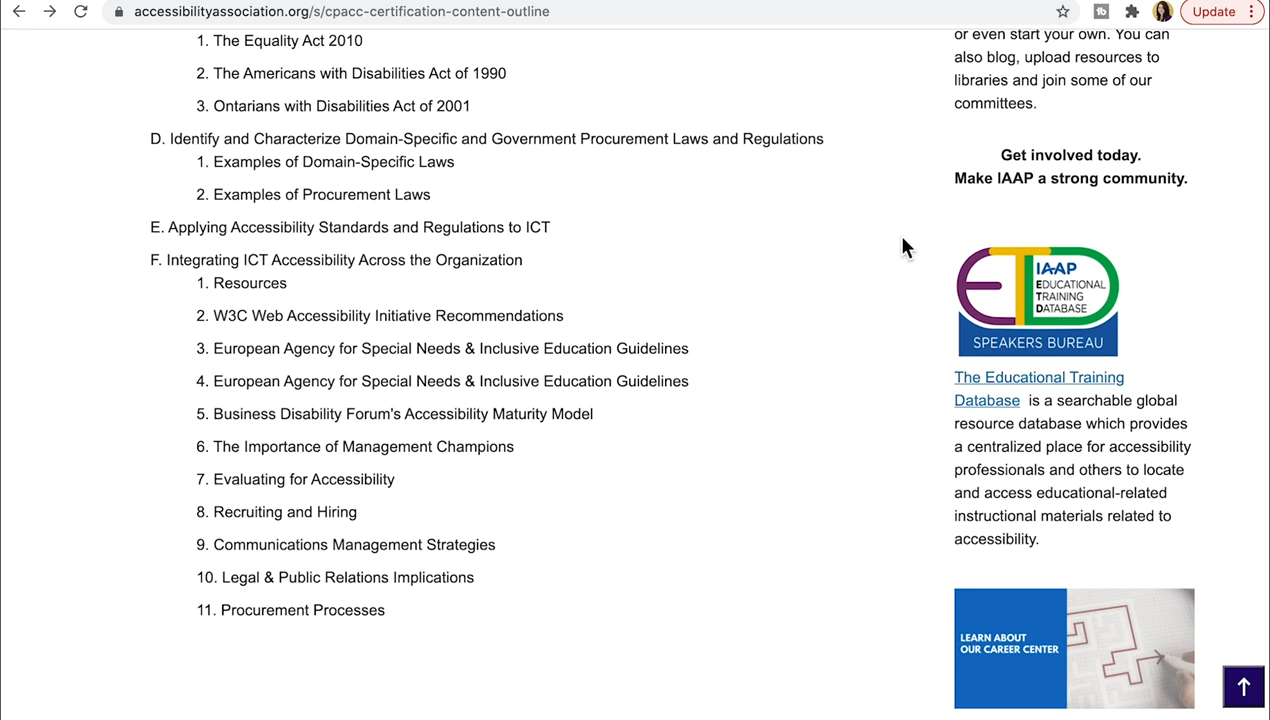 accessibilityassociation.org/s/cpacc-certification-content-outline
Update
1. The Equality Act 2010
2. The Americans with Disabilities Act of 1990
3. Ontarians with Disabilities Act of 2001
D. Identify and Characterize Domain-Specific and Government Procurement Laws and Regulations
1. Examples of Domain-Specific Laws
2. Examples of Procurement Laws
E. Applying Accessibility Standards and Regulations to ICT
F. Integrating ICT Accessibility Across the Organization
1. Resources
2. W3C Web Accessibility Initiative Recommendations
3. European Agency for Special Needs & Inclusive Education Guidelines
4. European Agency for Special Needs & Inclusive Education Guidelines
5. Business Disability Forum's Accessibility Maturity Model
6. The Importance of Management Champions
7. Evaluating for Accessibility
8. Recruiting and Hiring
9. Communications Management Strategies
10. Legal & Public Relations Implications
11. Procurement Processes
or even start your own. You can
also blog, upload resources to
libraries and join some of our
committees.
Get involved today.
Make IAAP a strong community.
ETD
IAAP
EDUCATIONAL
TRAINING
DATABASE
SPEAKERS BUREAU
The Educational Training
Database is a searchable global
resource database which provides
a centralized place for accessibility
professionals and others to locate
and access educational-related
instructional materials related to
accessibility.
LEARN ABOUT
OUR CAREER CENTER